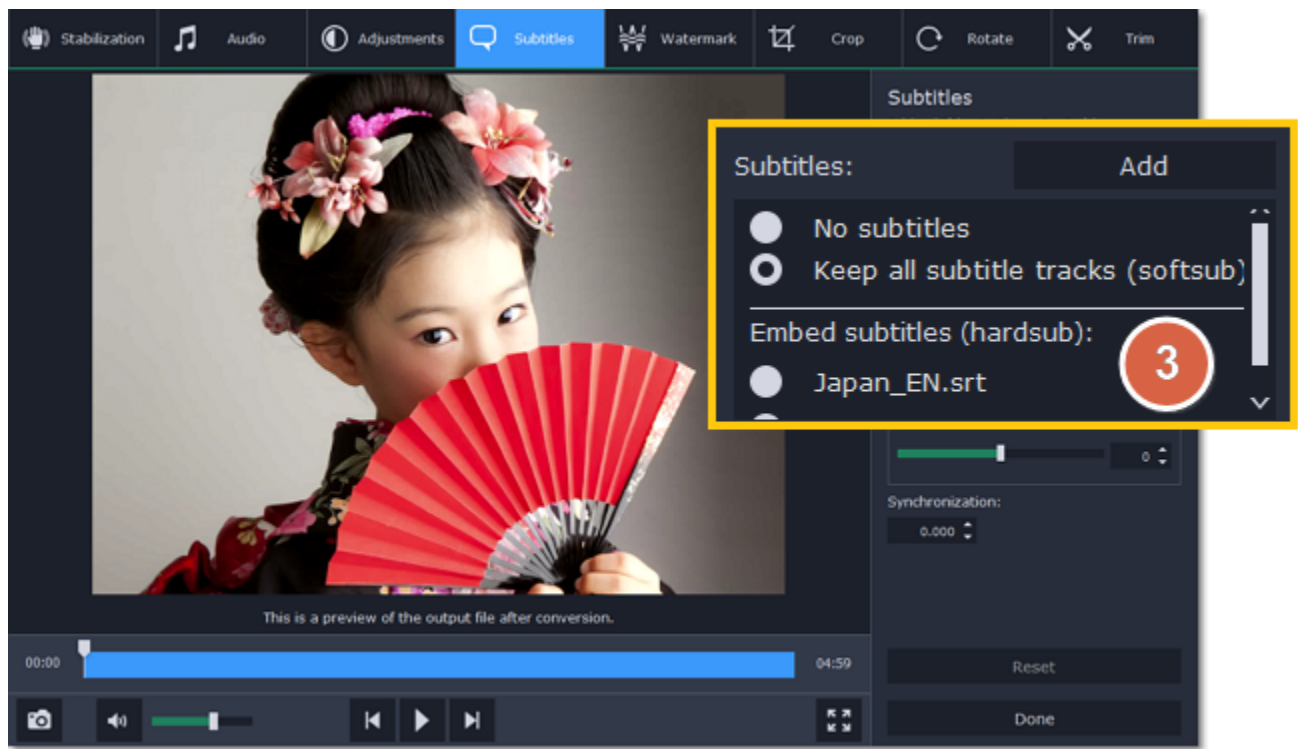 Stabilization
Audio
Adjustments
Subtitles
Watermark
Crop
Rotate
Trim
Subtitles
Subtitles:
Add
No subtitles
Keep all subtitle tracks (softsub)
Embed subtitles (hardsub):
3
Japan_EN.srt
0
Synchronization:
0.000
This is a preview of the output file after conversion.
00:00
04:59
Reset
Done